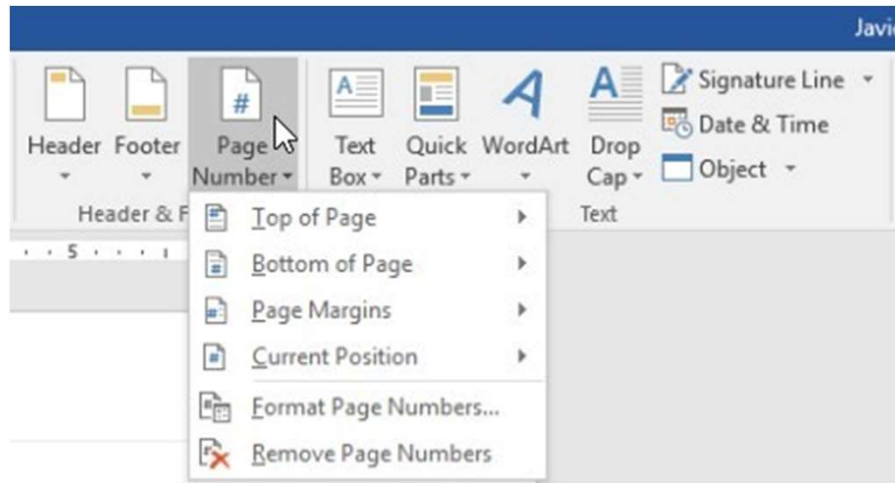 Javi
Header Footer Page Number Text Box Quick Parts WordArt Drop Cap
Signature Line
Date & Time
Object
Header & F
Text
5
Top of Page
Bottom of Page
Page Margins
Current Position
Format Page Numbers...
Remove Page Numbers